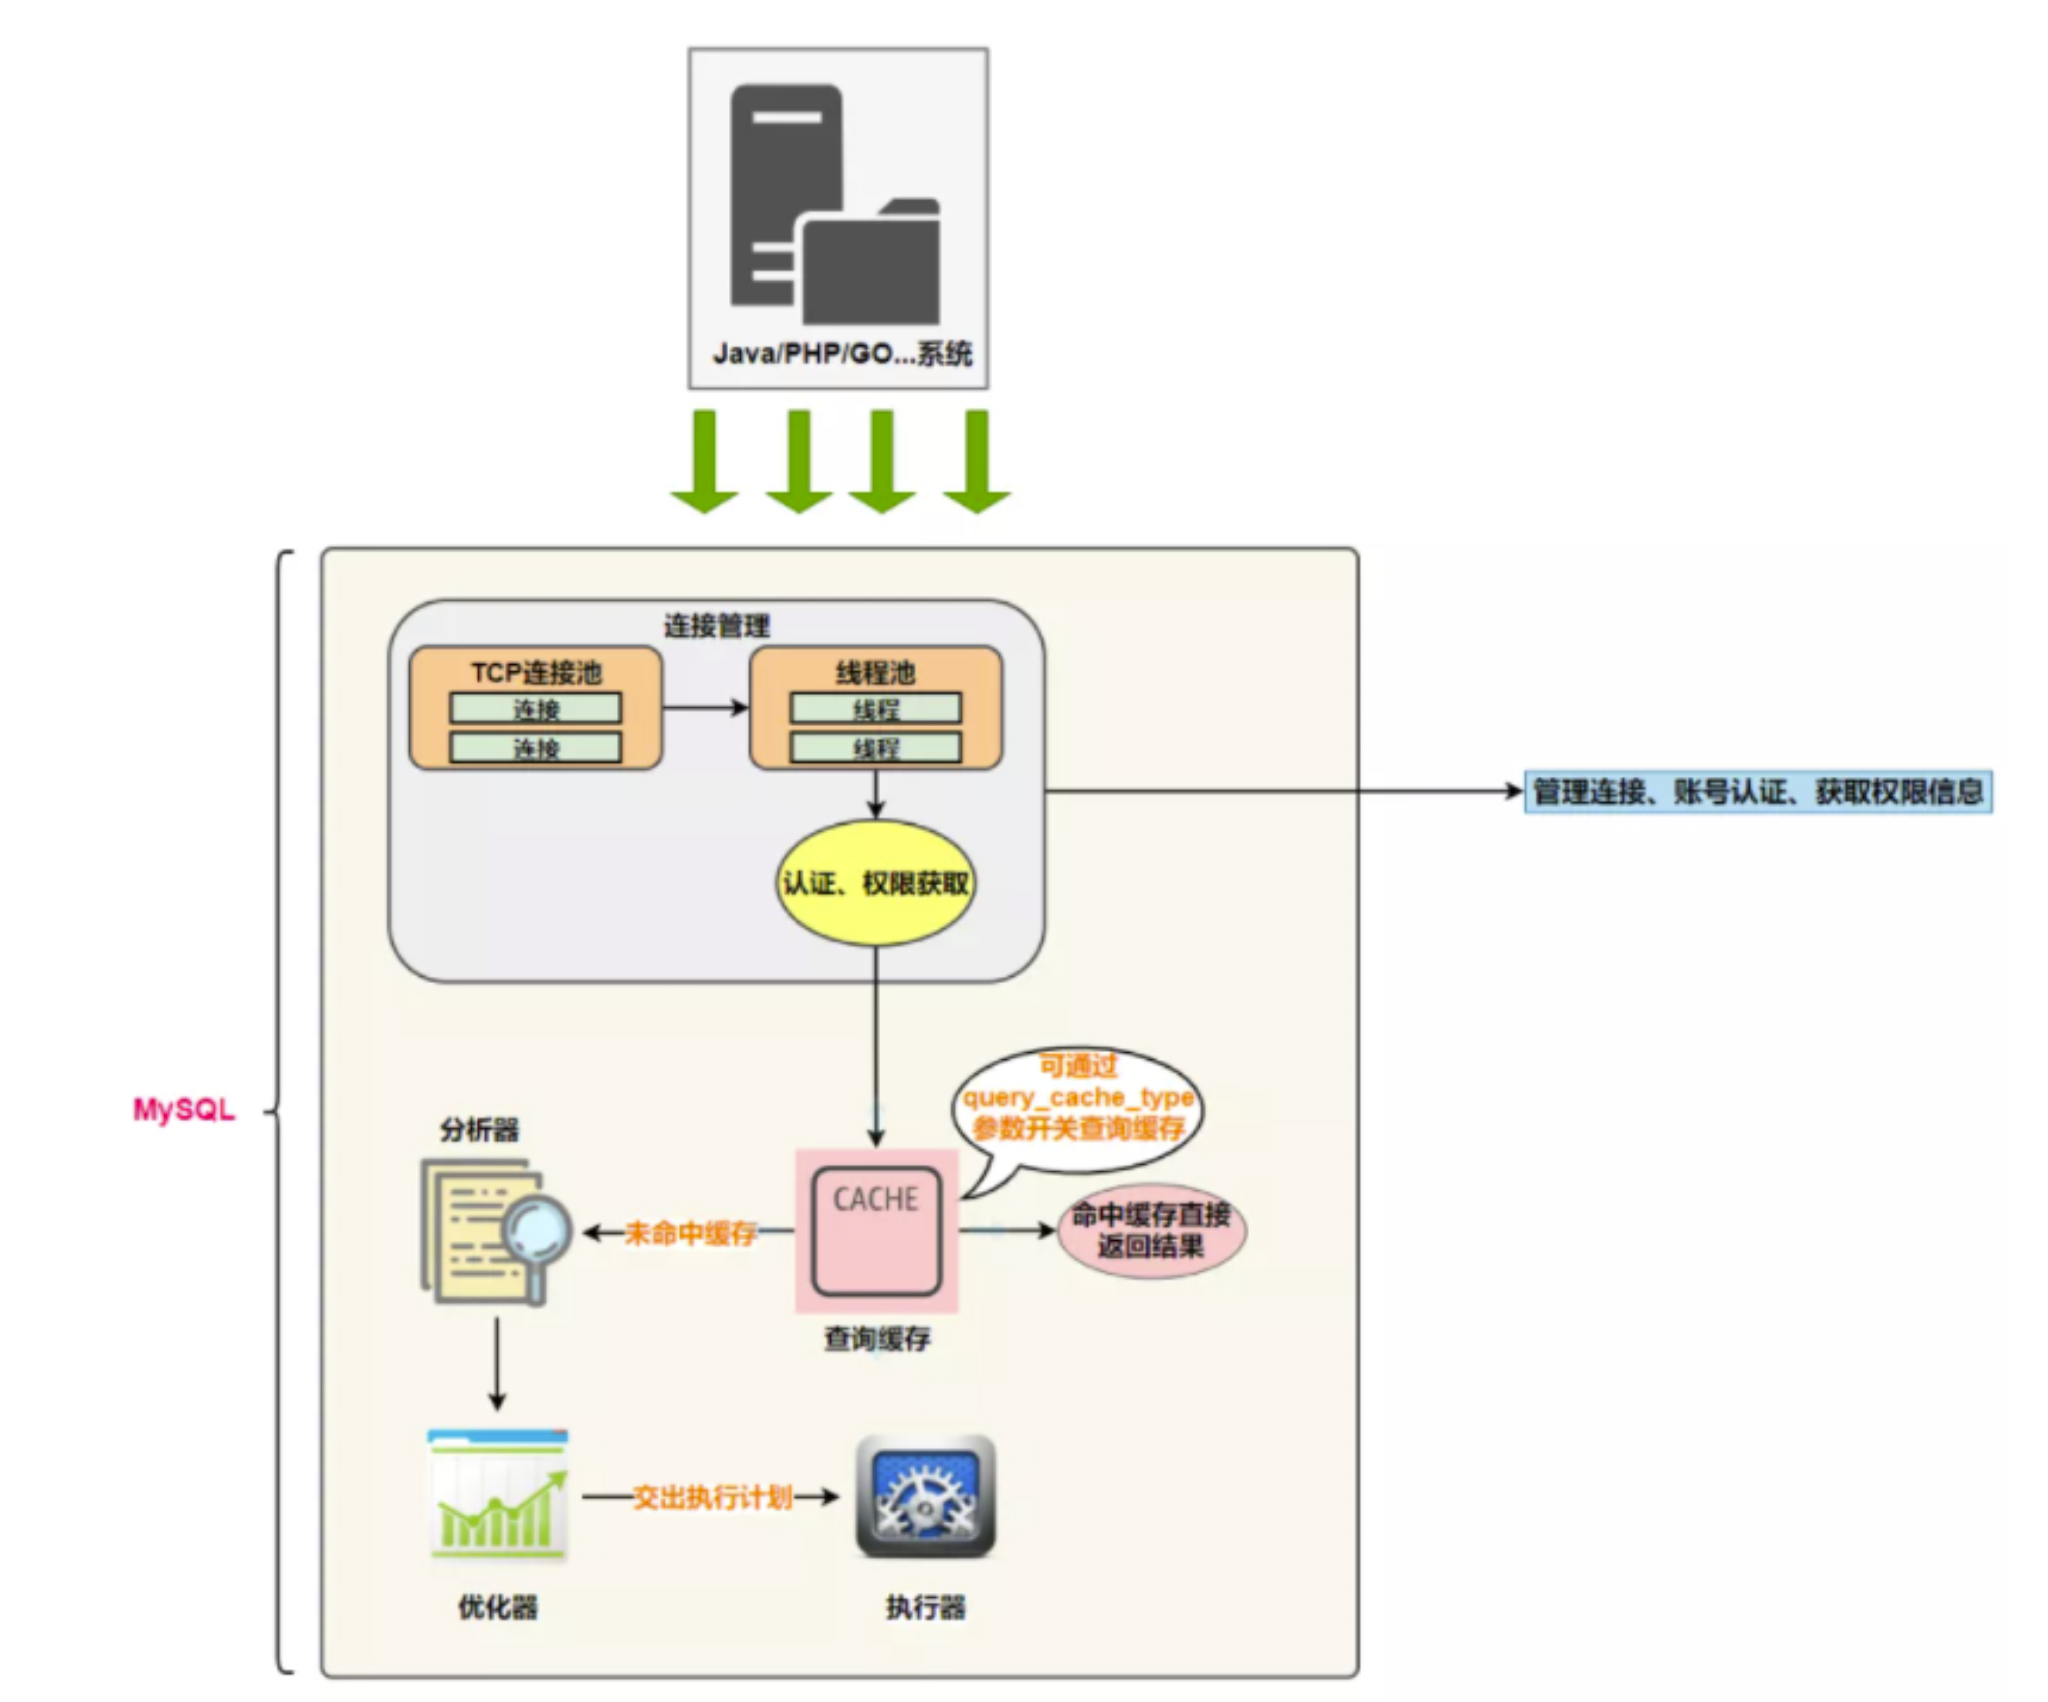 Java/PHP/GO...系统
连接管理
TCP连接池
连接
连接
线程池
线程
线程
管理连接、账号认证、获取权限信息
认证、权限获取
MySQL
可通过
query_cache_type
参数开关查询缓存
分析器
CACHE
未命中缓存
命中缓存直接
返回结果
查询缓存
交出执行计划
优化器
执行器